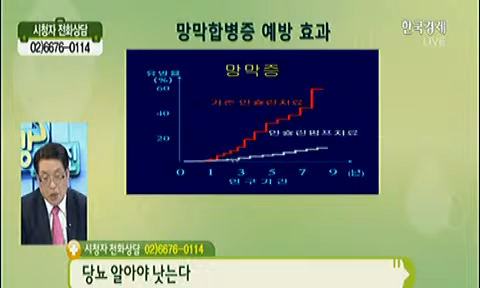 시청자 전화상담
02)6676-0114
망막합병증 예방 효과
한국경제
LIVE
망막증
유병률
(%)
60
기존인슐린치료
40
인슐린펌프치료
20
0 1 3 5 7 9 (년)
연구기간
시청자 전화상담 02)6676-0114
당뇨 알아야 낫는다